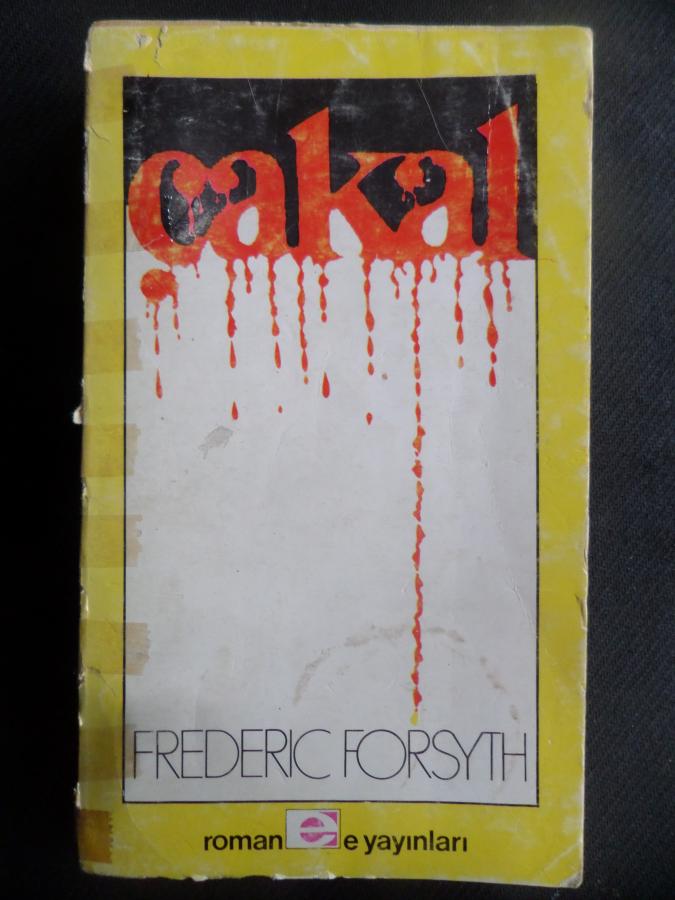 çakal
FREDERIC FORSYTH
roman e e yayınları